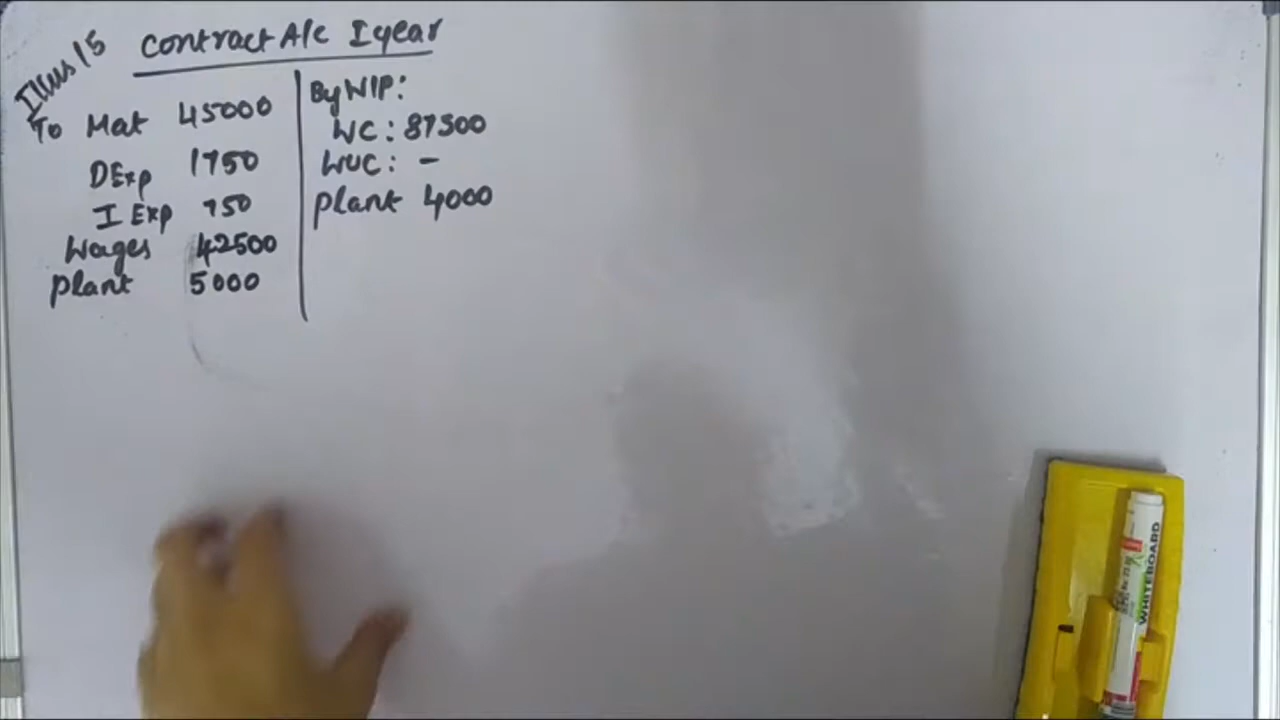 Illus 15
Contract A/c I year
To Mat 45000
D Exp 1750
I Exp 750
Wages 42500
Plant 5000
By WIP:
WC: 87500
WUC: -
Plant 4000
WHITEBOARD